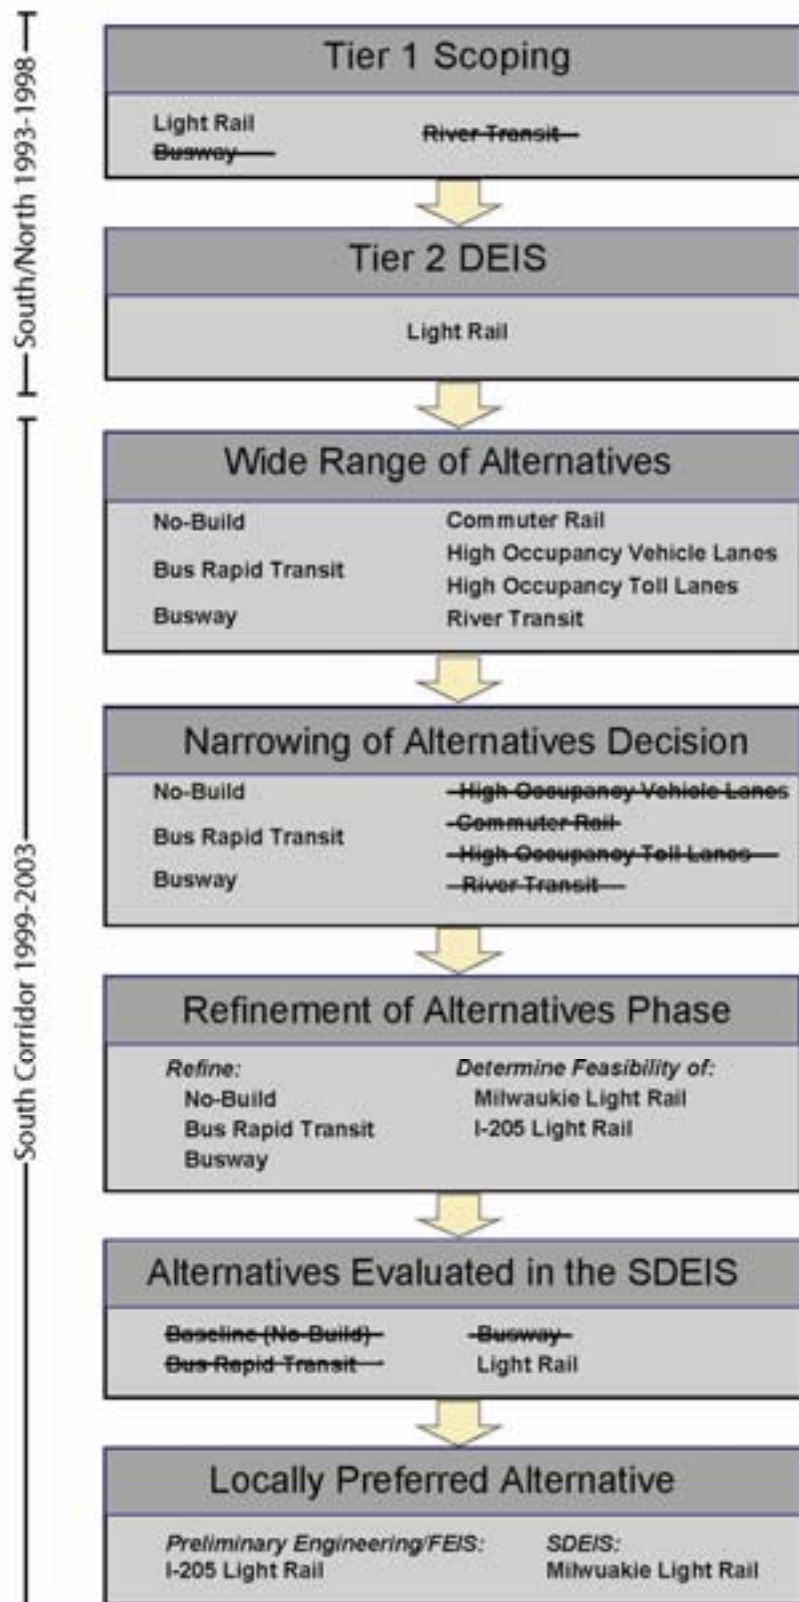 South/North 1993-1998
Tier 1 Scoping
Light Rail
Busway
River Transit
Tier 2 DEIS
Light Rail
South Corridor 1999-2003
Wide Range of Alternatives
No-Build
Bus Rapid Transit
Busway
Commuter Rail
High Occupancy Vehicle Lanes
High Occupancy Toll Lanes
River Transit
Narrowing of Alternatives Decision
No-Build
Bus Rapid Transit
Busway
High Occupancy Vehicle Lanes
Commuter Rail
High Occupancy Toll Lanes
River Transit
Refinement of Alternatives Phase
Refine:
No-Build
Bus Rapid Transit
Busway
Determine Feasibility of:
Milwaukie Light Rail
I-205 Light Rail
Alternatives Evaluated in the SDEIS
Baseline (No-Build)
Bus Rapid Transit
Busway
Light Rail
Locally Preferred Alternative
Preliminary Engineering/FEIS:
I-205 Light Rail
SDEIS:
Milwuakie Light Rail